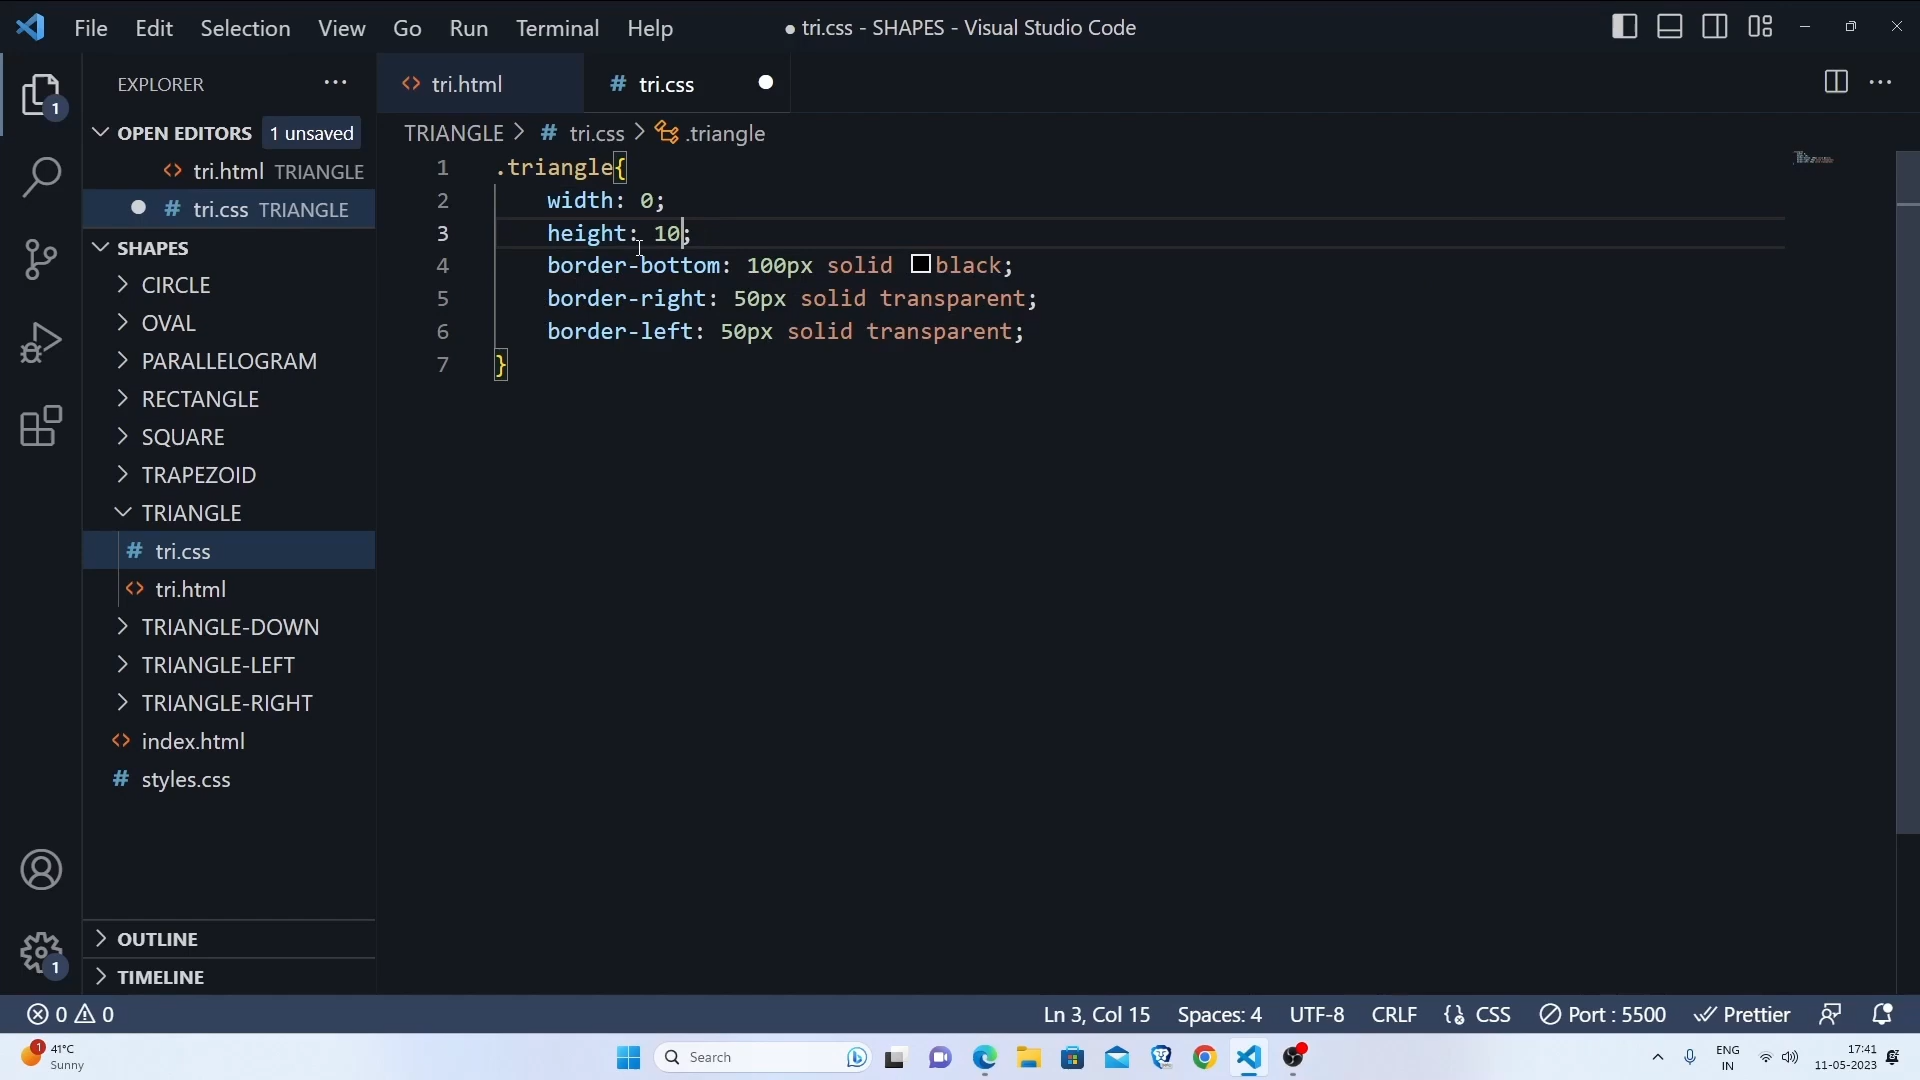 File Edit Selection View Go Run Terminal Help
● tri.css - SHAPES - Visual Studio Code
EXPLORER
tri.html
# tri.css
1
OPEN EDITORS 1 unsaved
tri.html TRIANGLE
# tri.css TRIANGLE
SHAPES
CIRCLE
OVAL
PARALLELOGRAM
RECTANGLE
SQUARE
TRAPEZOID
TRIANGLE
# tri.css
tri.html
TRIANGLE-DOWN
TRIANGLE-LEFT
TRIANGLE-RIGHT
index.html
# styles.css
OUTLINE
TIMELINE
1
TRIANGLE > # tri.css > .triangle
1 .triangle{
2 width: 0;
3 height: 10;
4 border-bottom: 100px solid black;
5 border-right: 50px solid transparent;
6 border-left: 50px solid transparent;
7 }
0 0
Ln 3, Col 15 Spaces: 4 UTF-8 CRLF {} CSS Port : 5500 Prettier
1
41°C
Sunny
Search
ENG
IN
17:41
11-05-2023